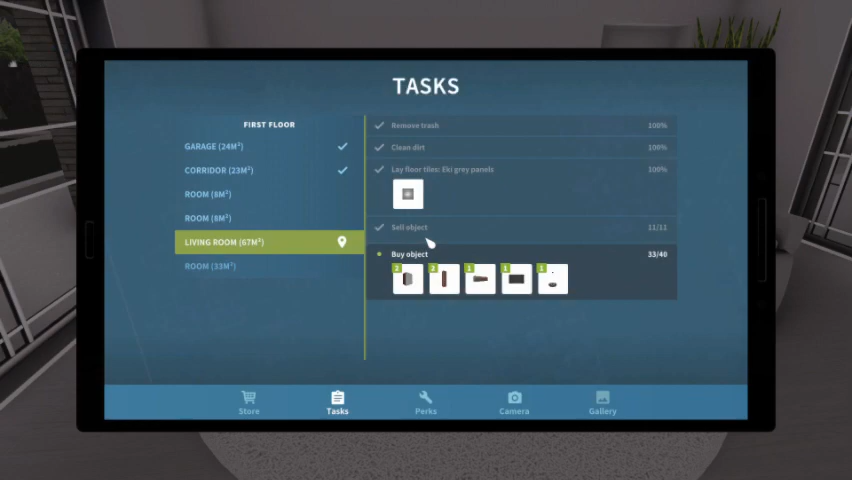 TASKS
FIRST FLOOR
GARAGE (24M²)
CORRIDOR (23M²)
ROOM (8M²)
ROOM (8M²)
LIVING ROOM (67M²)
ROOM (33M²)
Remove trash 100%
Clean dirt 100%
Lay floor tiles: Eki grey panels 100%
Sell object 11/11
Buy object 33/40
2 2 1 1 1
Store Tasks Perks Camera Gallery